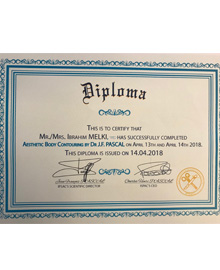 Diploma
THIS IS TO CERTIFY THAT
MR./MRS. IBRAHIM MELKI, HAS SUCCESSFULLY COMPLETED
AESTHETIC BODY CONTOURING BY DR J.F. PASCAL ON APRIL 13TH AND APRIL 14TH 2018.
THIS DIPLOMA IS ISSUED ON 14.04.2018